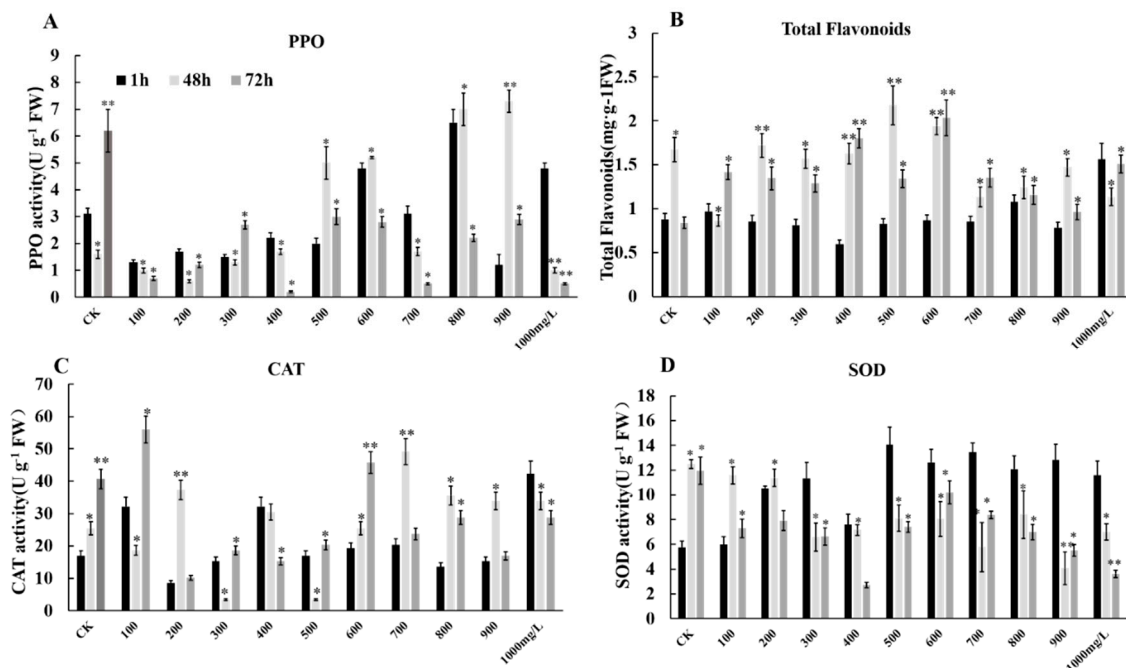 A
PPO
PPO activity(U g-1 FW)
9
8
7
6
5
4
3
2
1
0
1h 48h 72h
** * * * * * * * * * * * * * * * * * * * ** * ** **
CK 100 200 300 400 500 600 700 800 900 1000mg/L
B
Total Flavonoids
Total Flavonoids(mg·g-1FW)
3
2.5
2
1.5
1
0.5
0
* * * ** * * * ** ** ** * ** ** * * * * * * * *
CK 100 200 300 400 500 600 700 800 900 1000mg/L
C
CAT
CAT activity(U g-1 FW)
70
60
50
40
30
20
10
0
* ** * * ** * * * * * * ** ** * * * * *
CK 100 200 300 400 500 600 700 800 900 1000mg/L
D
SOD
SOD activity(U g-1 FW)
18
16
14
12
10
8
6
4
2
0
* * * * * * * * * * * * * * * * ** * * **
CK 100 200 300 400 500 600 700 800 900 1000mg/L